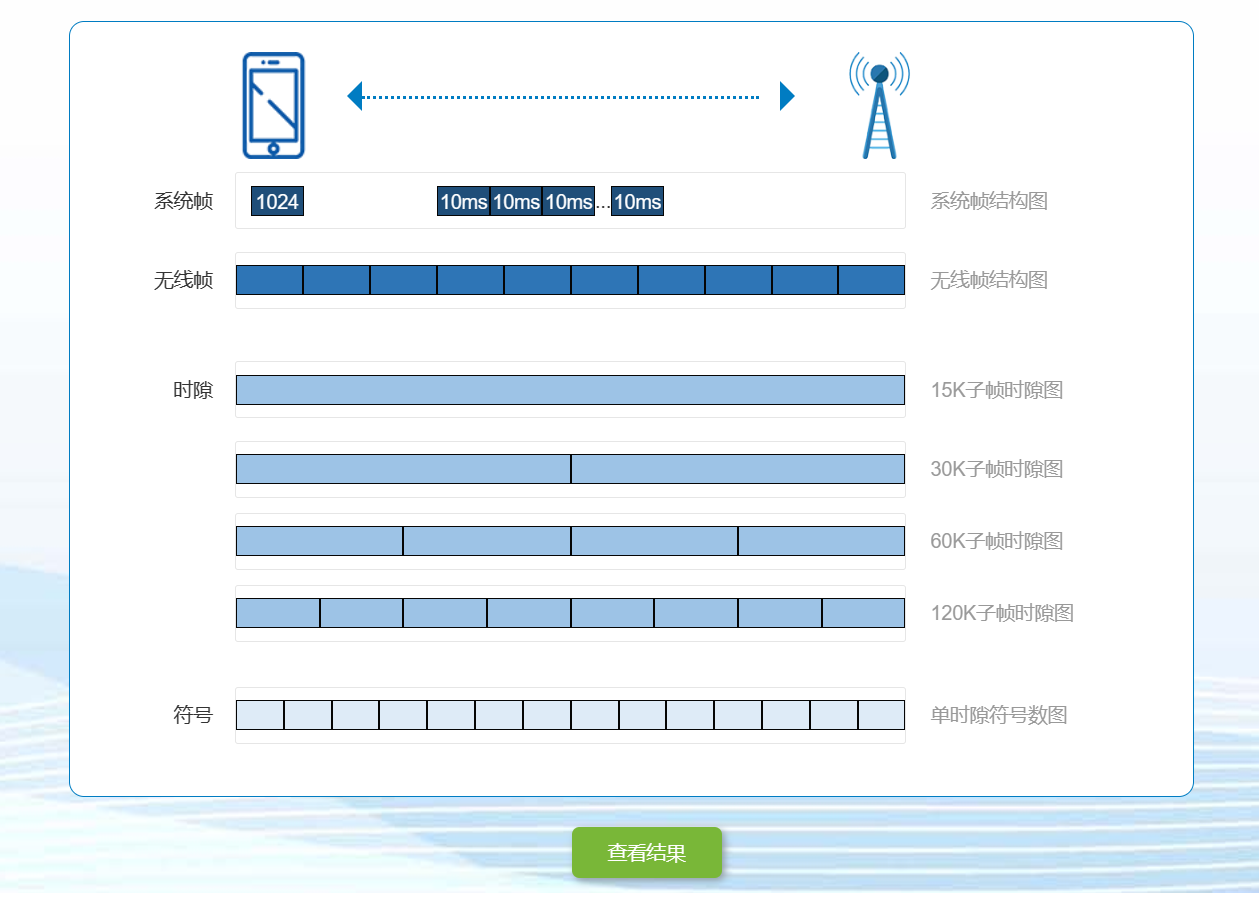 系统帧 1024 10ms 10ms 10ms ... 10ms 系统帧结构图
无线帧 无线帧结构图
时隙 15K子帧时隙图
30K子帧时隙图
60K子帧时隙图
120K子帧时隙图
符号 单时隙符号数图
查看结果